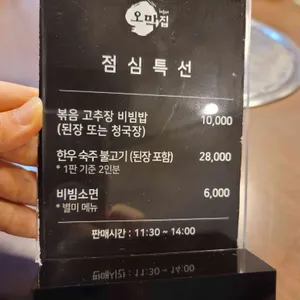 오막집
점심특선
볶음 고추장 비빔밥 10,000
(된장 또는 청국장)
한우 숙주 불고기 (된장 포함) 28,000
* 1판 기준 2인분
비빔소면 6,000
* 별미 메뉴
판매시간 : 11:30 ~ 14:00